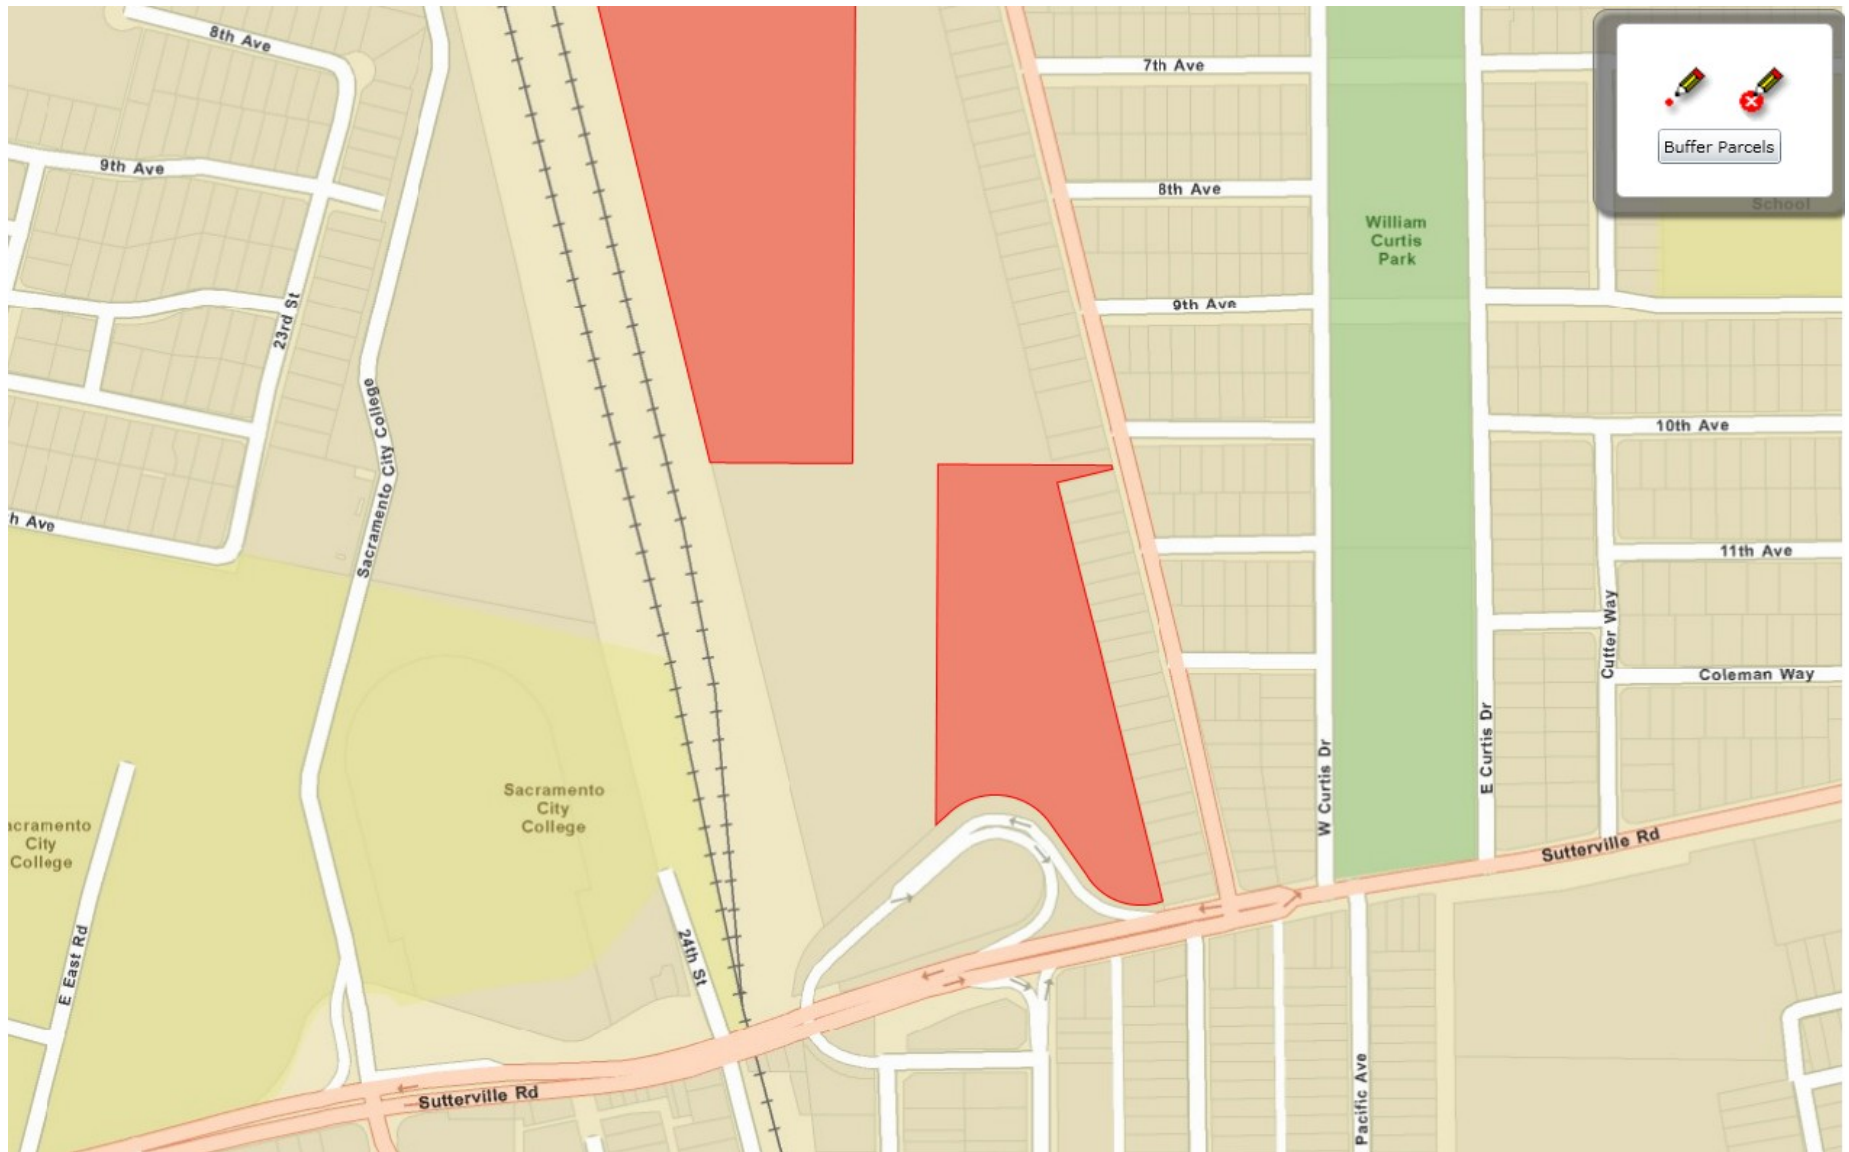 8th Ave
7th Ave
Buffer Parcels
9th Ave
8th Ave
School
William
Curtis
Park
9th Ave
23rd St
Sacramento City College
10th Ave
h Ave
11th Ave
Cutter Way
Coleman Way
E Curtis Dr
W Curtis Dr
Sacramento
City
College
acramento
City
College
Sutterville Rd
E East Rd
24th St
Sutterville Rd
Pacific Ave